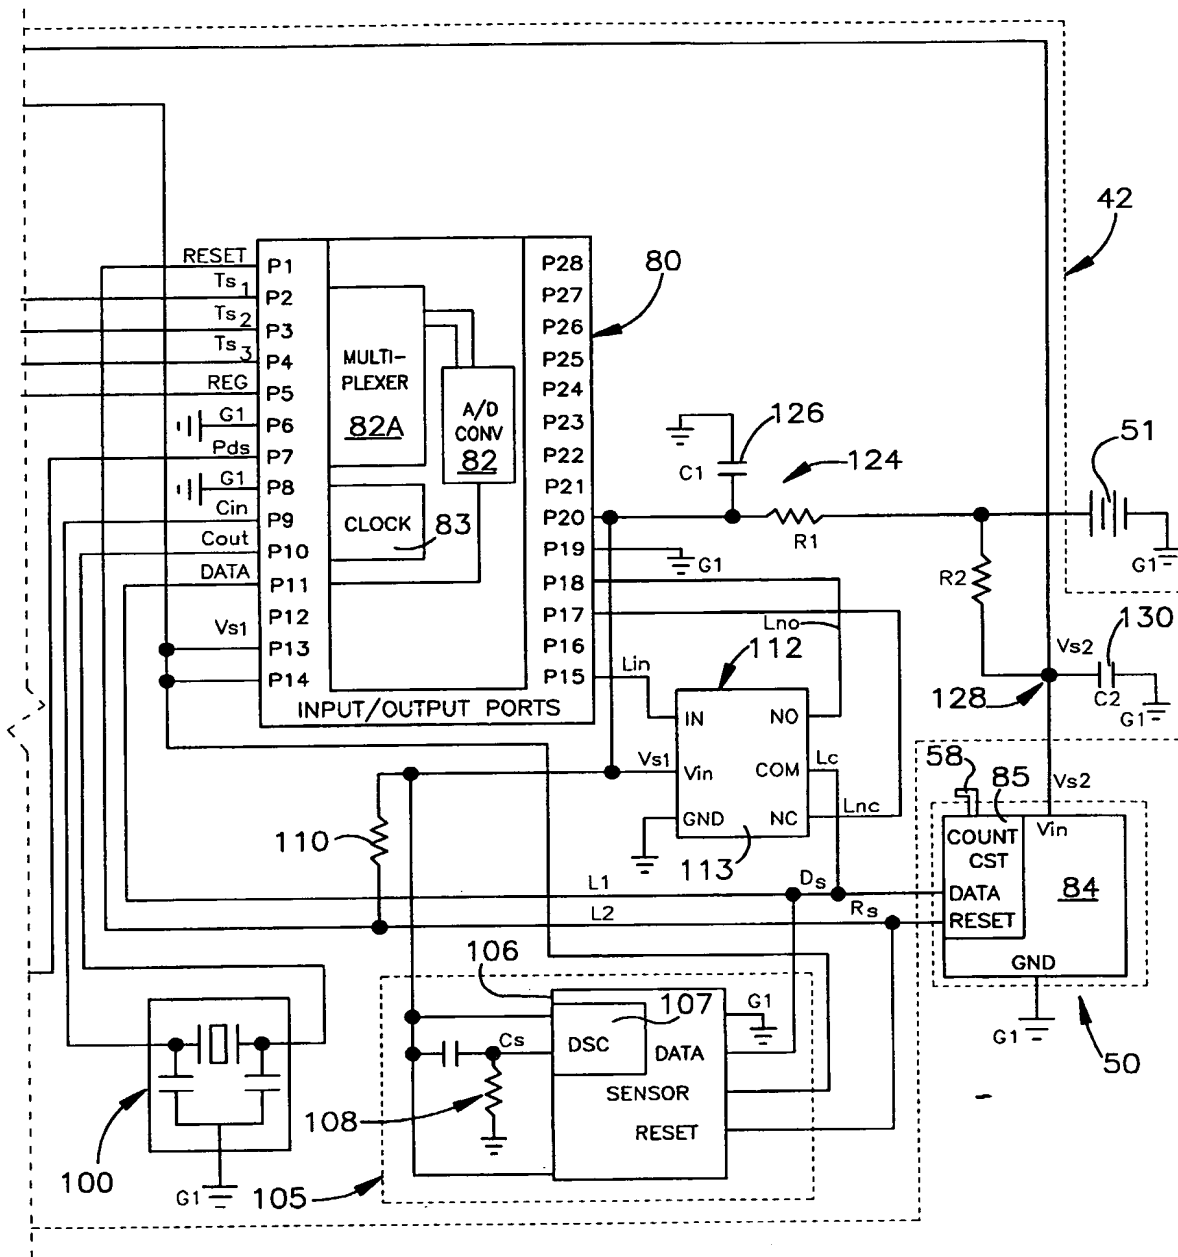 42
RESET
P1
P28
80
Ts1
P2
P27
Ts2
P3
P26
Ts3
P4
MULTI-
PLEXER
82A
P25
REG
P5
A/D
CONV
82
P24
G1
P6
P23
126
51
Pds
P7
P22
C1
124
G1
P8
P21
Cin
P9
CLOCK
83
P20
R1
Cout
P10
P19
G1
G1
DATA
P11
P18
R2
P12
P17
Lno
Vs1
P13
P16
112
Vs2
130
P14
P15
Lin
128
C2
G1
INPUT/OUTPUT PORTS
IN
NO
Vs1
Vin
COM
Lc
58
85
Vs2
GND
NC
Lnc
COUNT
CST
Vin
110
113
84
L1
Ds
DATA
L2
Rs
RESET
GND
106
107
G1
G1
50
Cs
DSC
DATA
SENSOR
108
RESET
100
G1
105